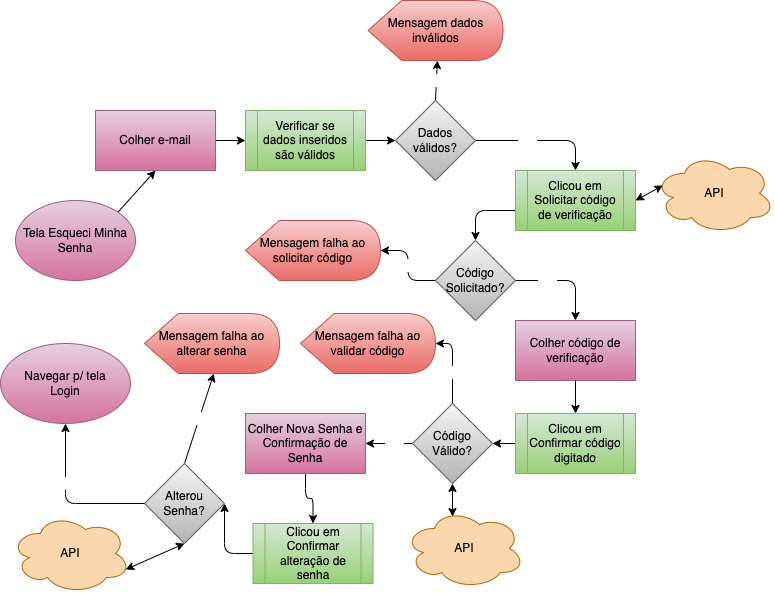 Mensagem dados
inválidos
Colher e-mail
Verificar se
dados inseridos
são válidos
Dados
válidos?
Clicou em
Solicitar código
de verificação
API
Tela Esqueci Minha
Senha
Mensagem falha ao
solicitar código
Código
Solicitado?
Colher código de
verificação
Mensagem falha ao
alterar senha
Mensagem falha ao
validar código
Navegar p/ tela
Login
Colher Nova Senha e
Confirmação de
Senha
Código
Válido?
Clicou em
Confirmar código
digitado
Alterou
Senha?
API
Clicou em
Confirmar
alteração de
senha
API